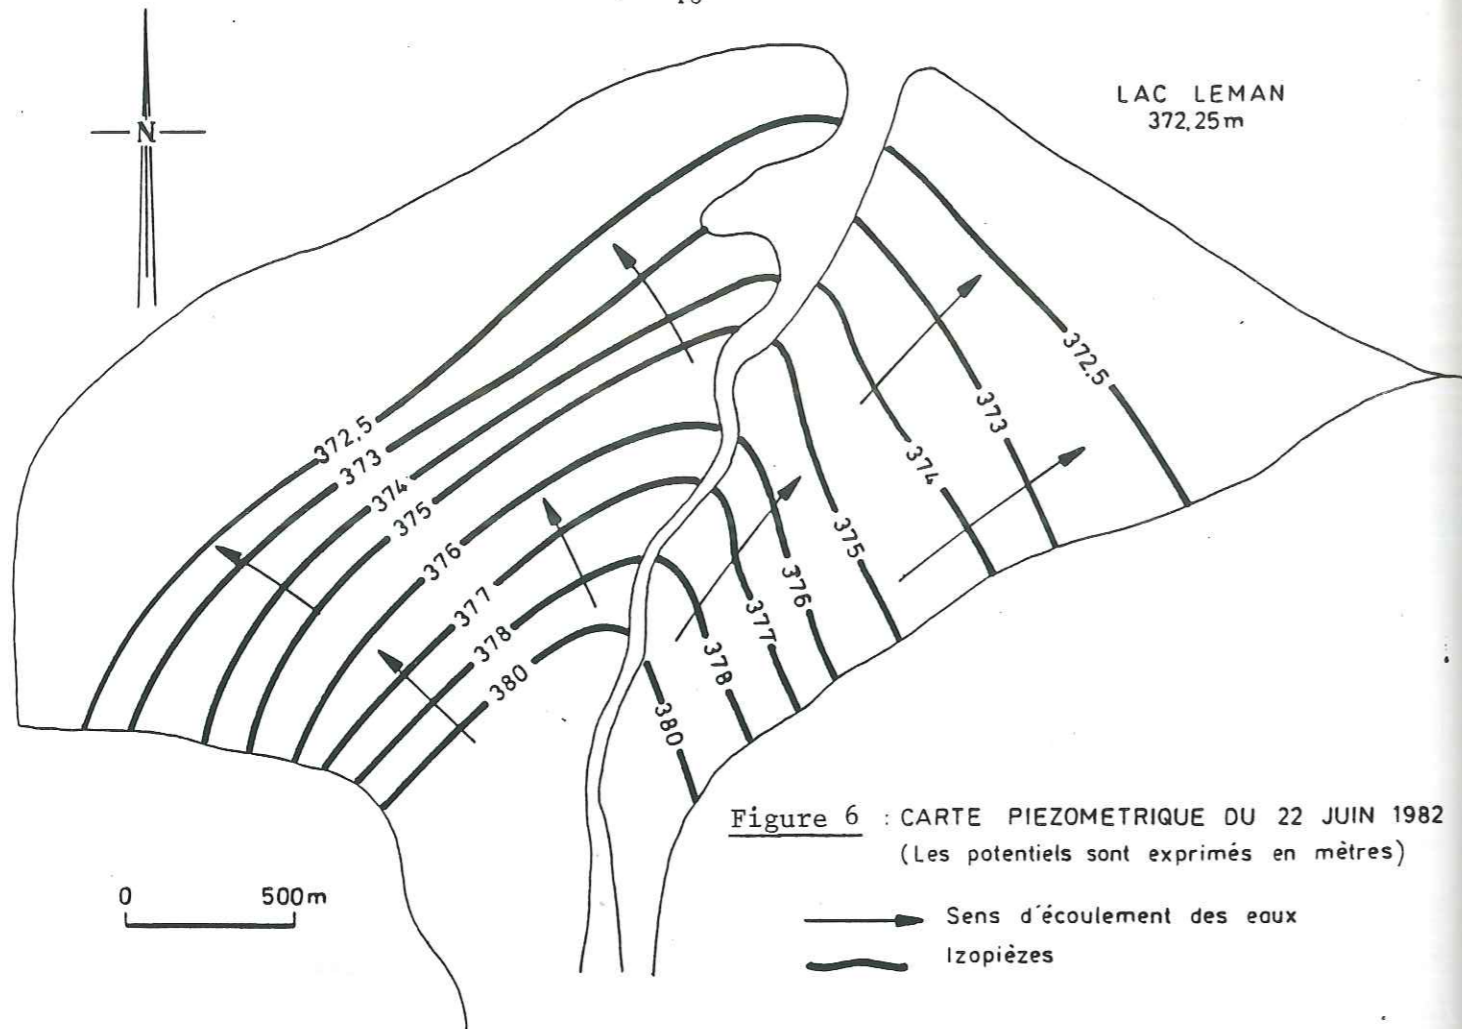 N
LAC LEMAN
372,25m
372,5
373
374
375
376
377
378
380
372.5
373
374
375
376
377
378
380
Figure 6 : CARTE PIEZOMETRIQUE DU 22 JUIN 1982
(Les potentiels sont exprimés en mètres)
0 500m
Sens d'écoulement des eaux
Izopièzes